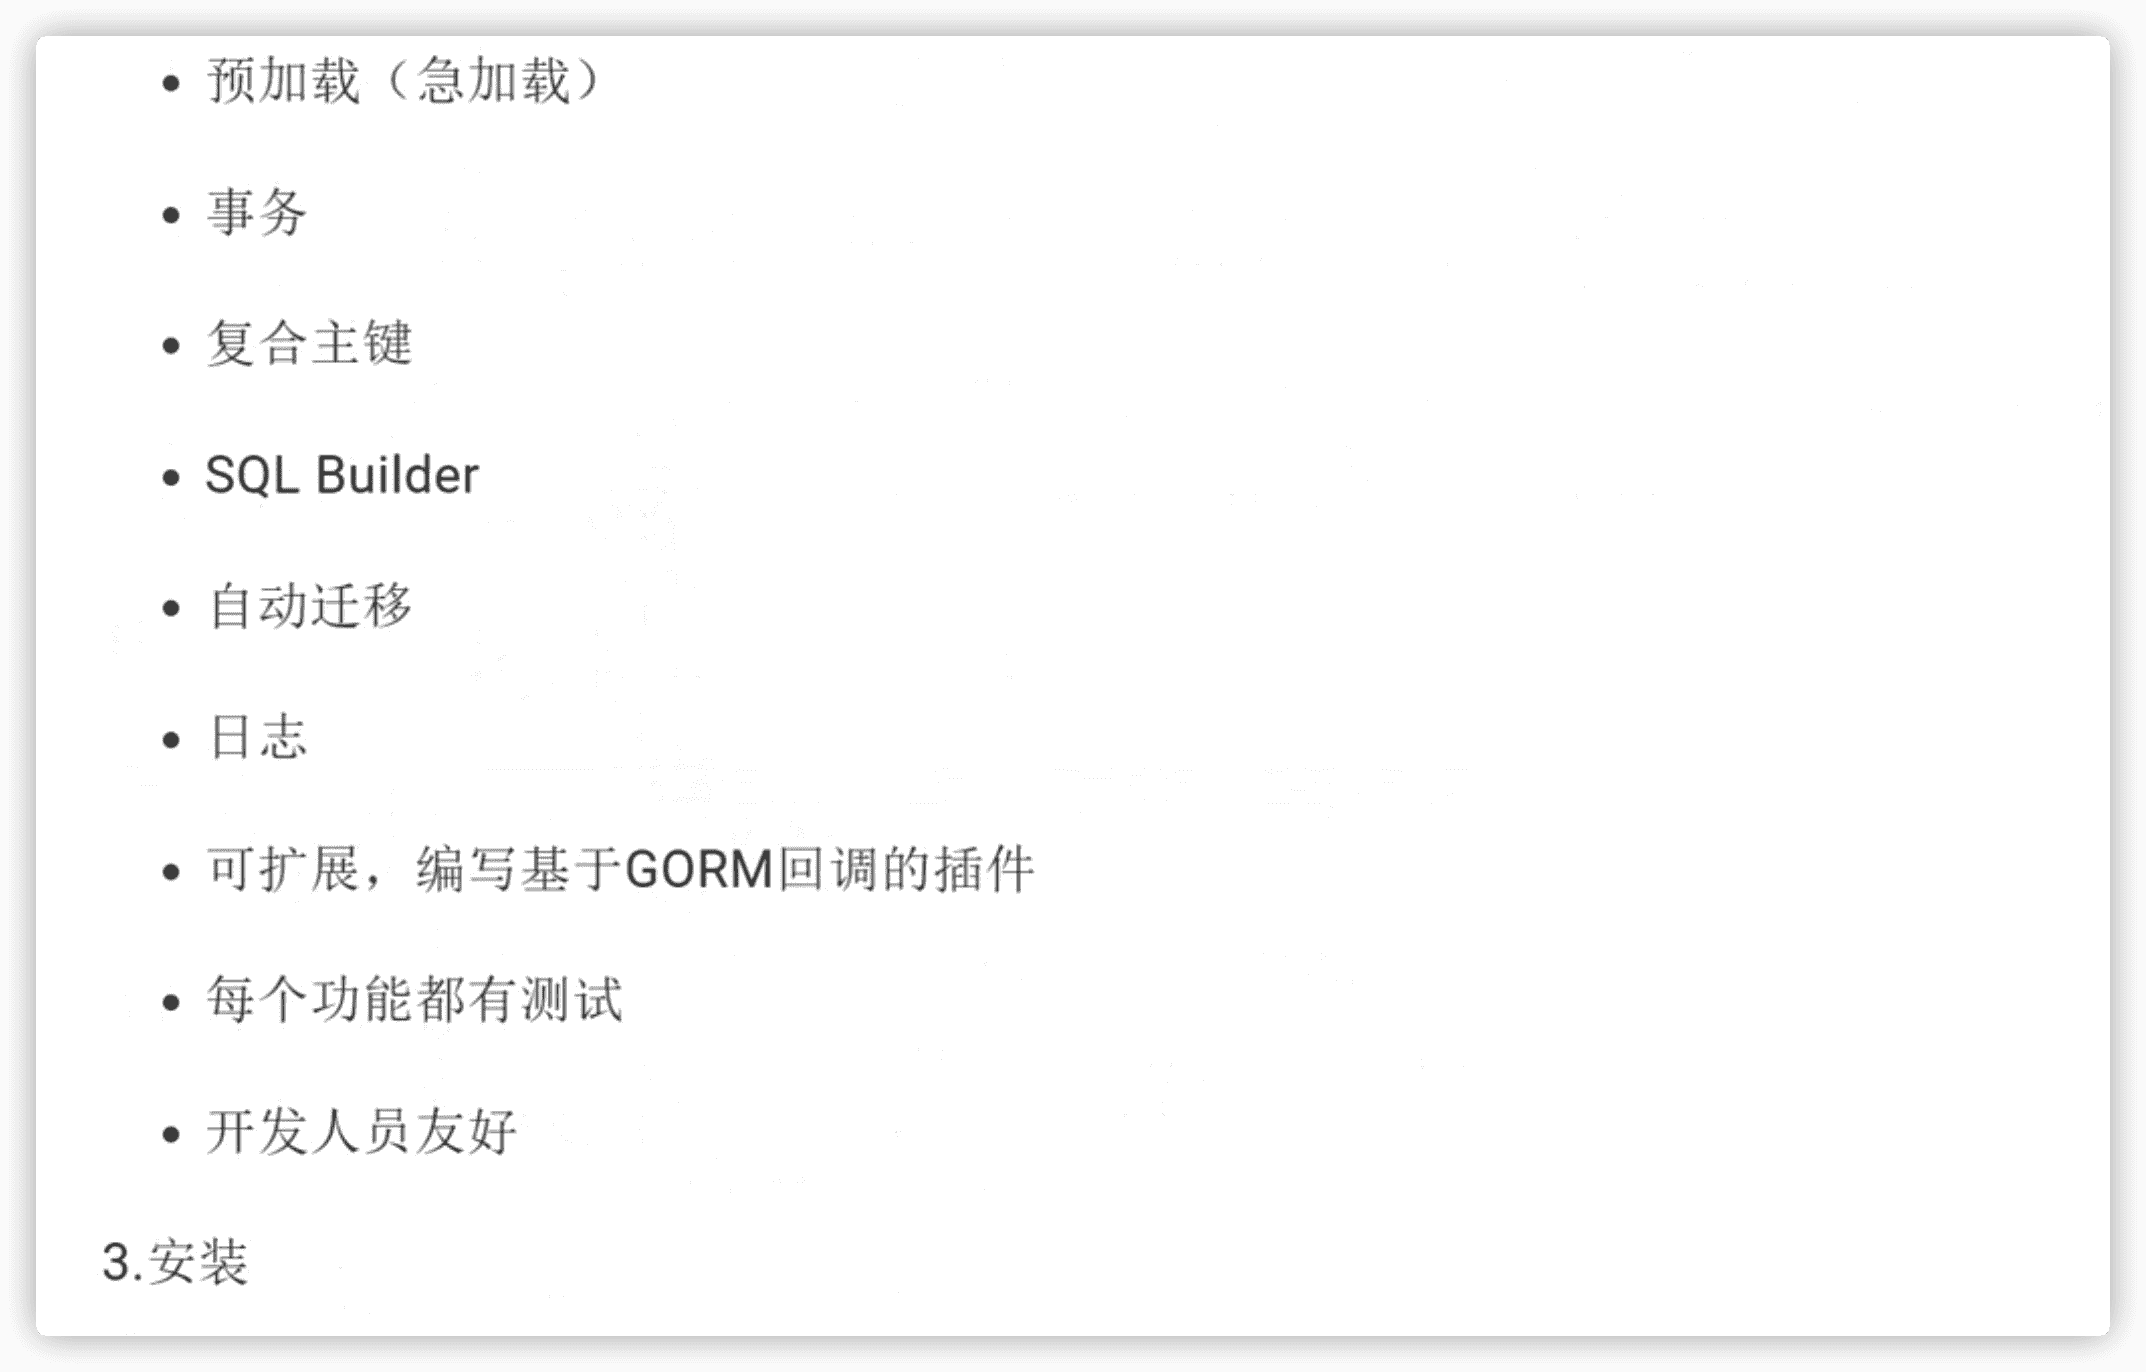 • 预加载（急加载）
• 事务
• 复合主键
• SQL Builder
• 自动迁移
• 日志
• 可扩展，编写基于GORM回调的插件
• 每个功能都有测试
• 开发人员友好
3.安装